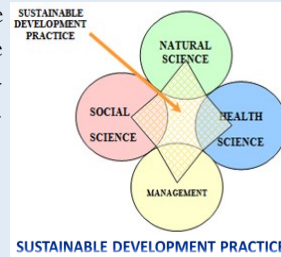 SUSTAINABLE
DEVELOPMENT
PRACTICE
NATURAL
SCIENCE
SOCIAL
SCIENCE
HEALTH
SCIENCE
MANAGEMENT
SUSTAINABLE DEVELOPMENT PRACTICE